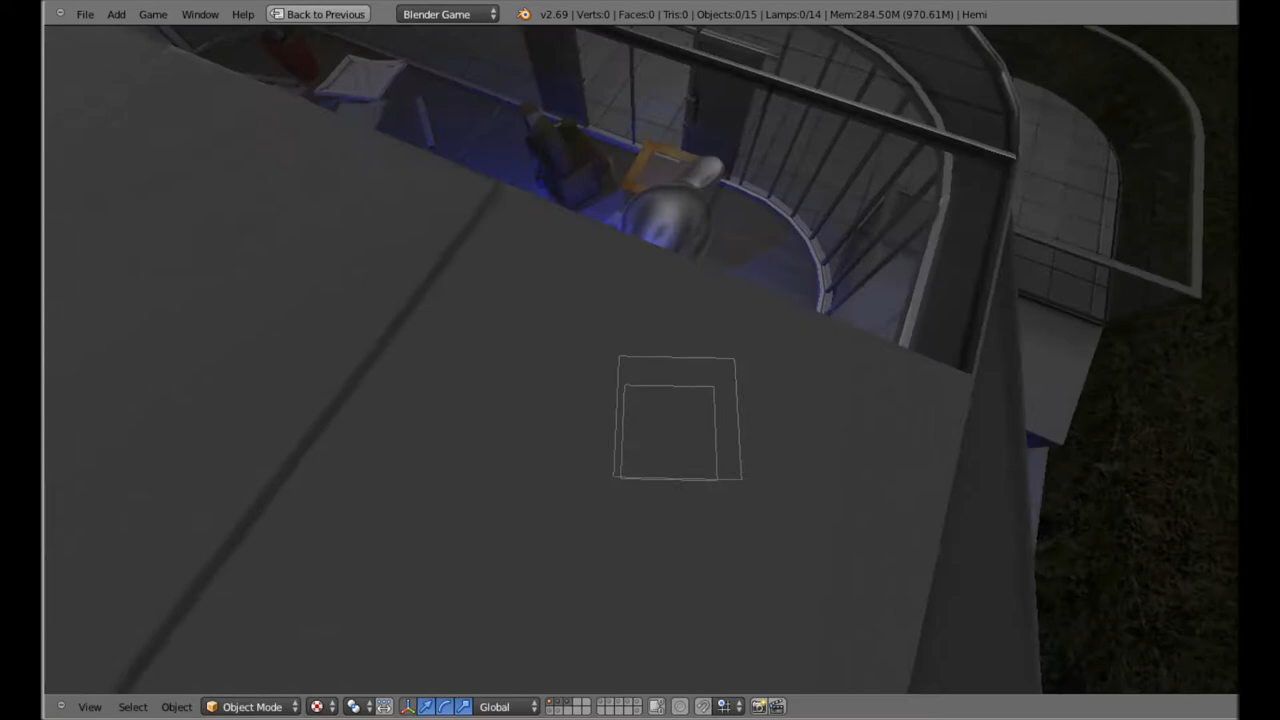 File Add Game Window Help Back to Previous Blender Game v2.69 | Verts:0 | Faces:0 | Tris:0 | Objects:0/15 | Lamps:0/14 | Mem:284.50M (970.61M) | Hemi
View Select Object Object Mode Global